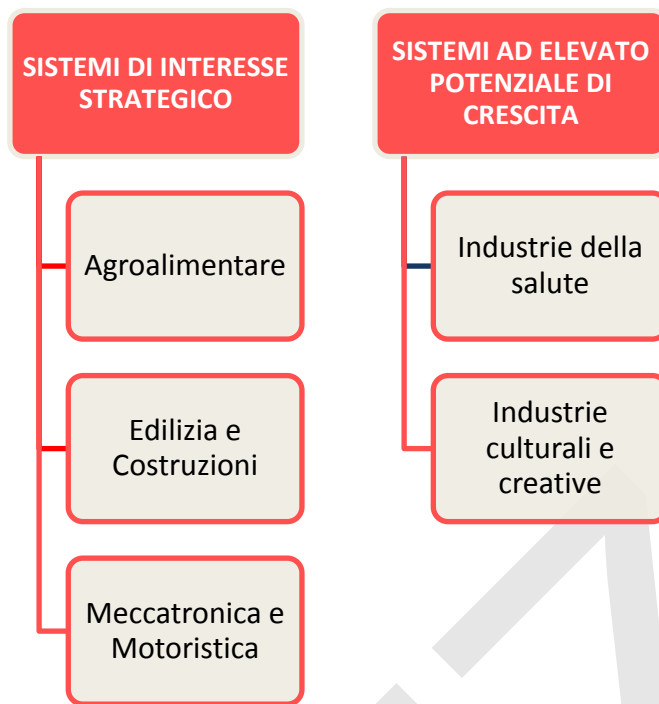 SISTEMI DI INTERESSE
STRATEGICO
Agroalimentare
Edilizia e
Costruzioni
Meccatronica e
Motoristica
SISTEMI AD ELEVATO
POTENZIALE DI
CRESCITA
Industrie della
salute
Industrie
culturali e
creative